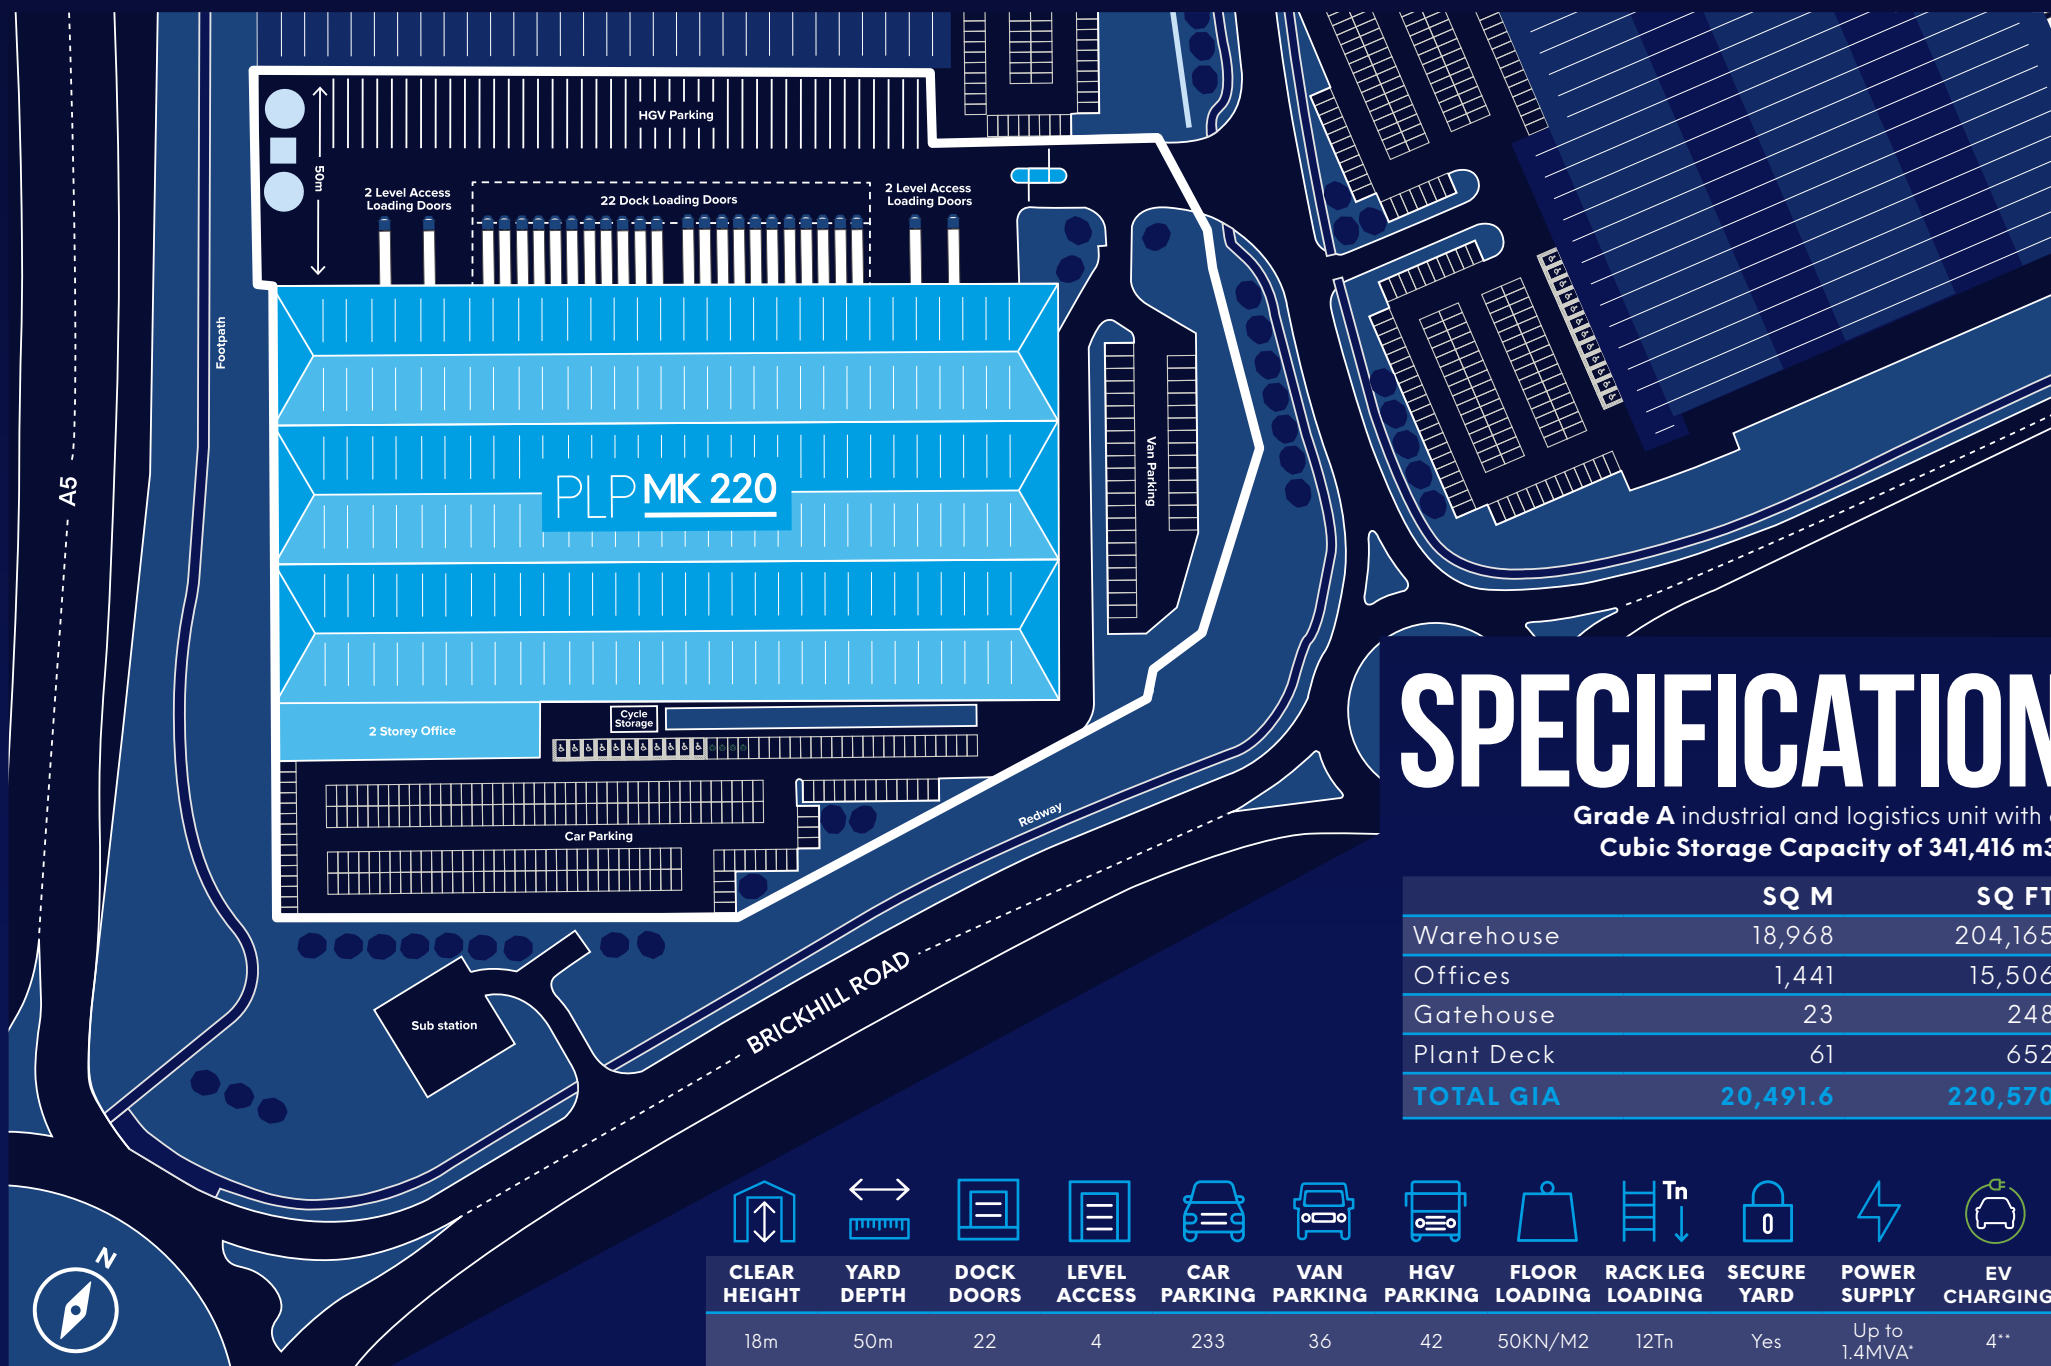 HGV Parking
50m
2 Level Access
Loading Doors
22 Dock Loading Doors
2 Level Access
Loading Doors
Footpath
A5
PLP MK 220
Van Parking
2 Storey Office
Cycle
Storage
Car Parking
Redway
BRICKHILL ROAD
Sub station
N
SPECIFICATION
Grade A industrial and logistics unit with
Cubic Storage Capacity of 341,416 m3
SQ M SQ FT
Warehouse 18,968 204,165
Offices 1,441 15,506
Gatehouse 23 248
Plant Deck 61 652
TOTAL GIA 20,491.6 220,570
Tn
CLEAR HEIGHT YARD DEPTH DOCK DOORS LEVEL ACCESS CAR PARKING VAN PARKING HGV PARKING FLOOR LOADING RACK LEG LOADING SECURE YARD POWER SUPPLY EV CHARGING
18m 50m 22 4 233 36 42 50KN/M2 12Tn Yes Up to 1.4MVA* 4**